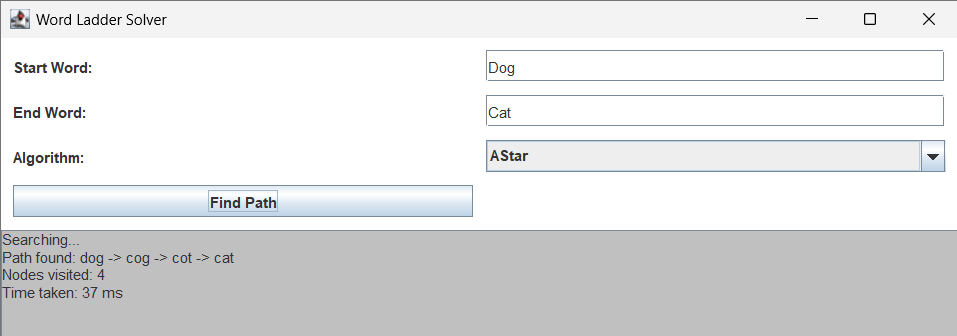 Word Ladder Solver
Start Word: Dog
End Word: Cat
Algorithm: AStar
Find Path
Searching...
Path found: dog -> cog -> cot -> cat
Nodes visited: 4
Time taken: 37 ms